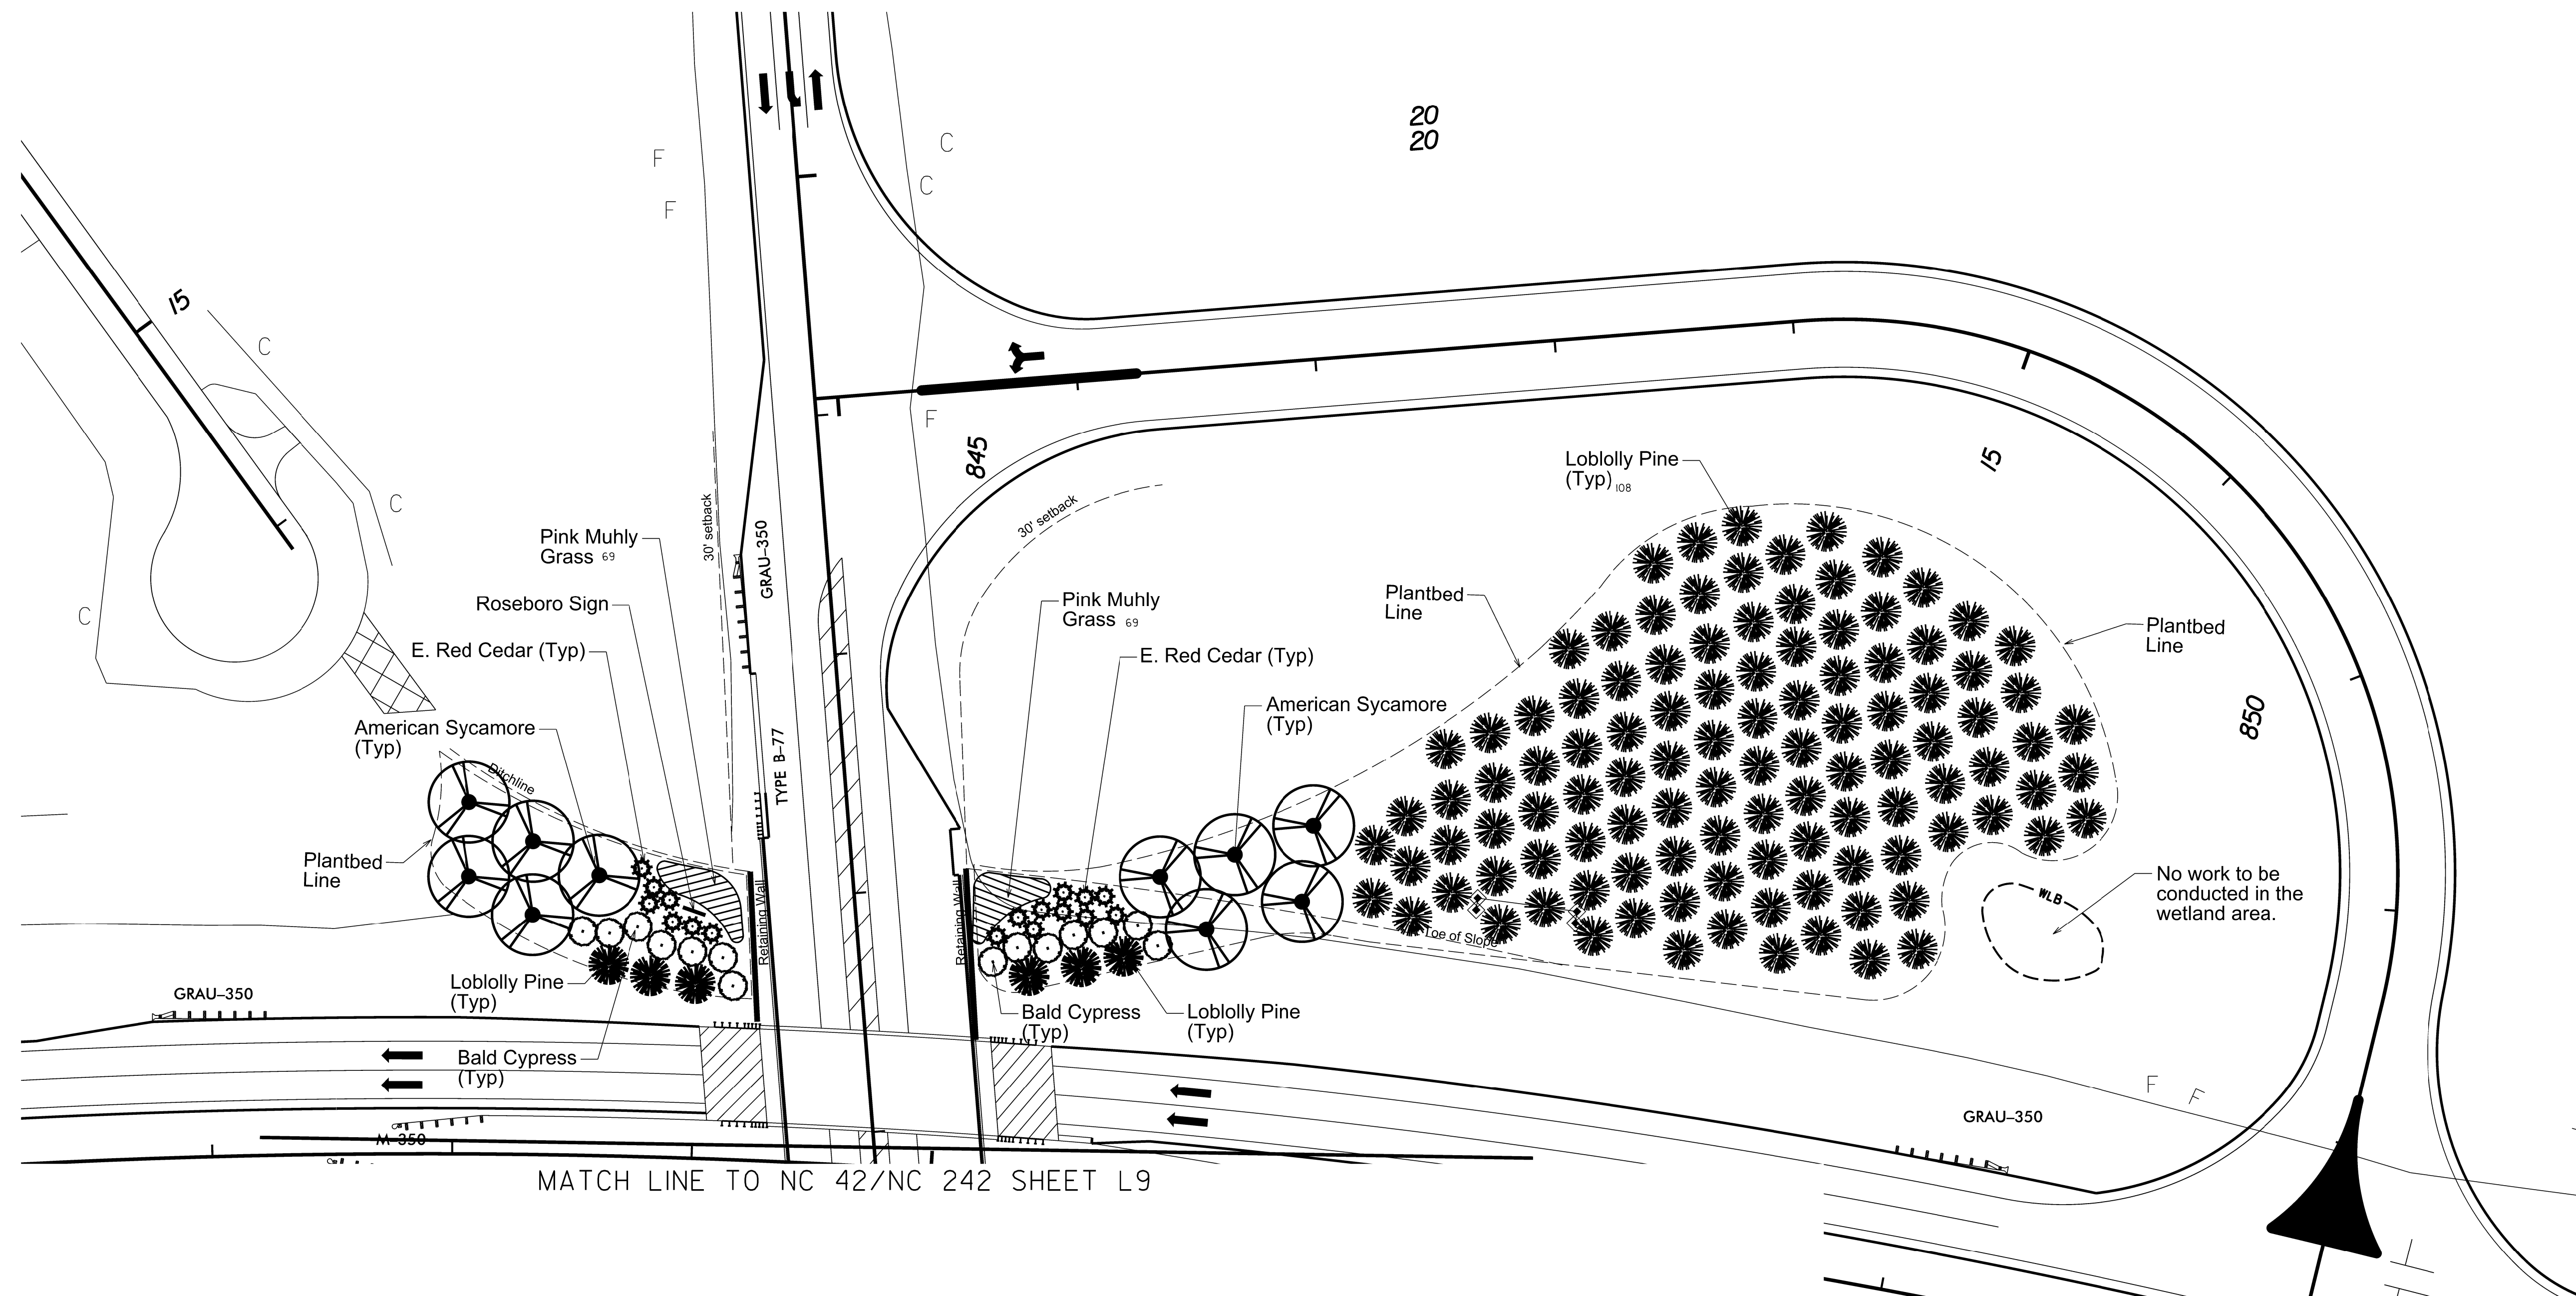 20
20
C
F
C
F
15
C
F
845
Loblolly Pine
(Typ) 108
15
C
30' setback
30' setback
GRAU-350
Pink Muhly
Grass 69
Roseboro Sign
Pink Muhly
Grass 69
Plantbed
Line
C
Plantbed
Line
E. Red Cedar (Typ)
E. Red Cedar (Typ)
American Sycamore
(Typ)
American Sycamore
(Typ)
850
TYPE B-77
Ditchline
Plantbed
Line
Retaining Wall
Retaining Wall
No work to be
conducted in the
wetland area.
WLB
Toe of Slope
Loblolly Pine
(Typ)
GRAU-350
Bald Cypress
(Typ)
Loblolly Pine
(Typ)
Bald Cypress
(Typ)
F
F
GRAU-350
M-350
MATCH LINE TO NC 42/NC 242 SHEET L9